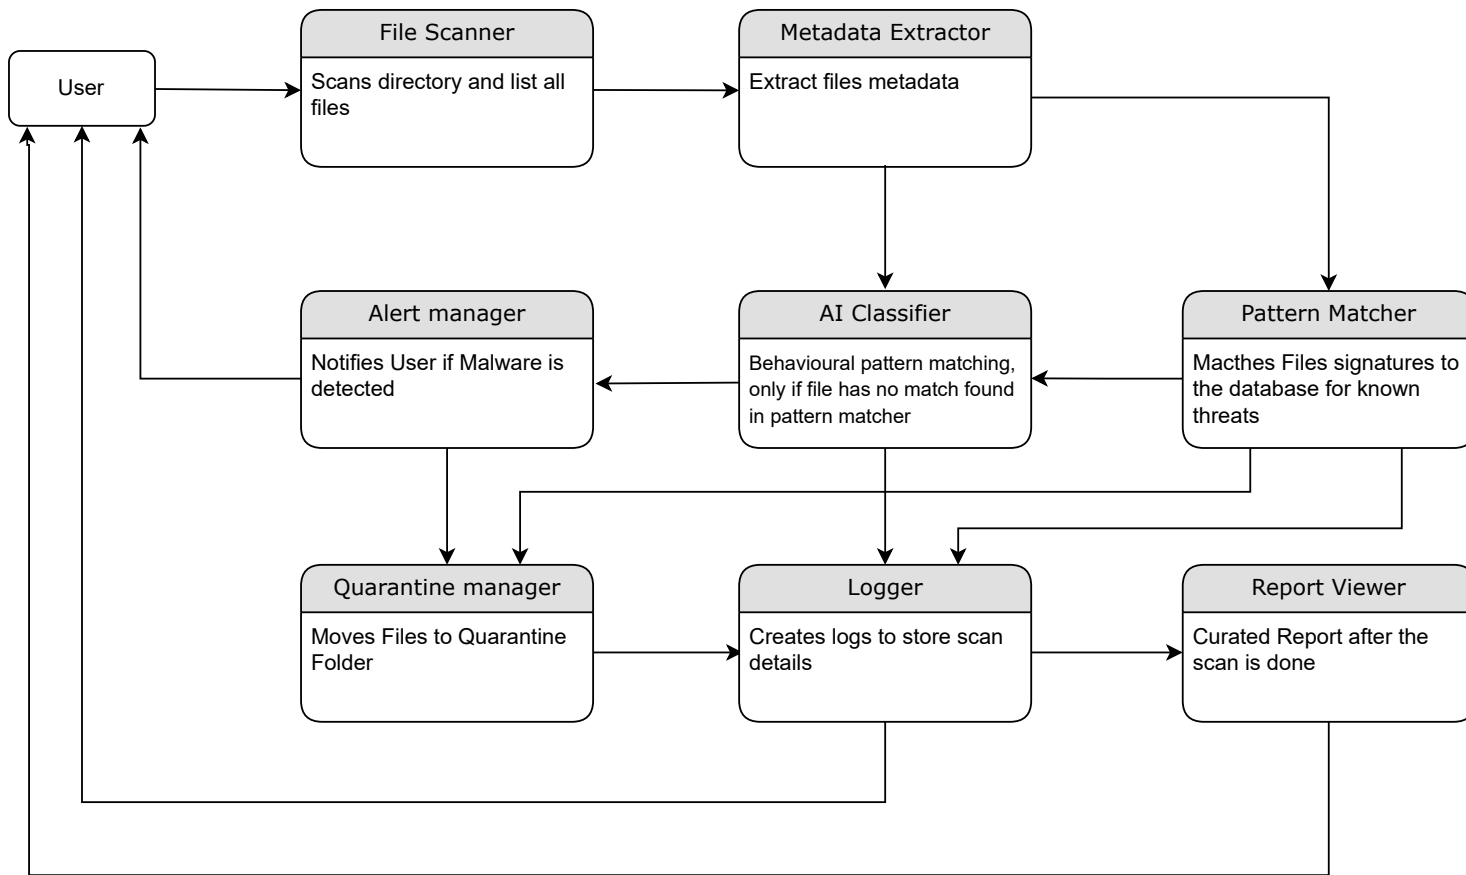 File Scanner
Metadata Extractor
User
Scans directory and list all
files
Extract files metadata
Alert manager
AI Classifier
Pattern Matcher
Notifies User if Malware is
detected
Behavioural pattern matching,
only if file has no match found
in pattern matcher
Macthes Files signatures to
the database for known
threats
Quarantine manager
Logger
Report Viewer
Moves Files to Quarantine
Folder
Creates logs to store scan
details
Curated Report after the
scan is done